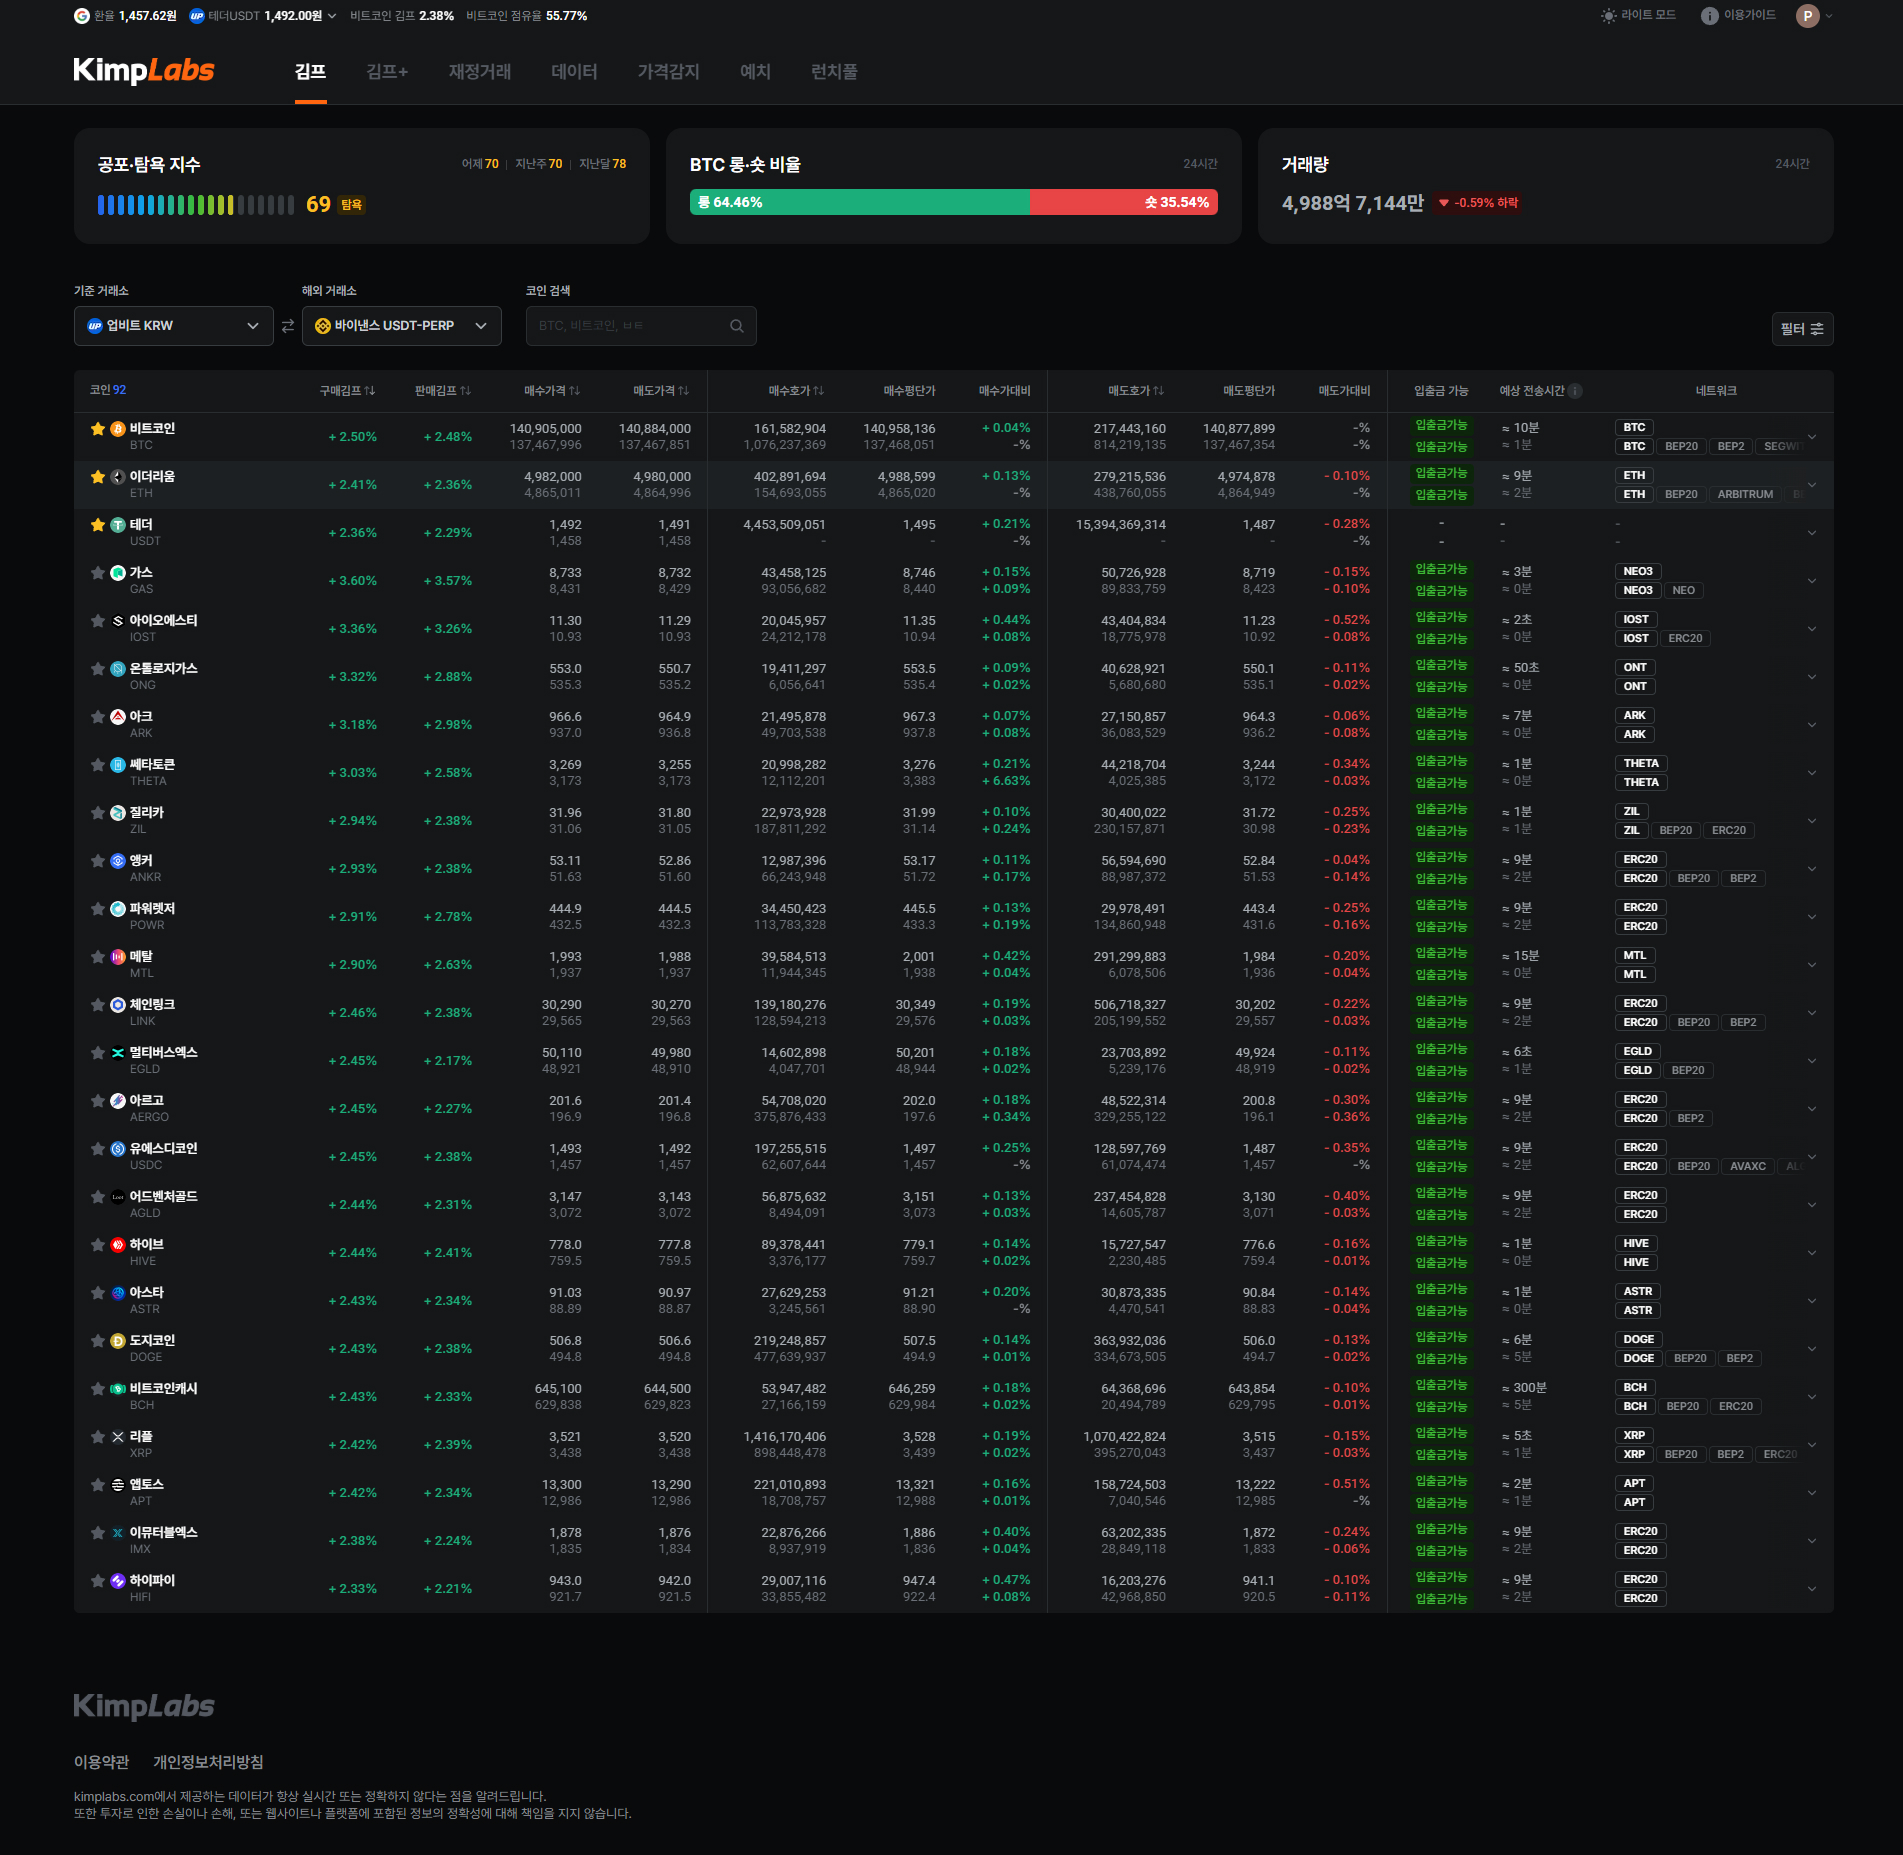 환율 1,457.62원 테더USDT 1,492.00원 비트코인 김프 2.38% 비트코인 점유율 55.77% 라이트 모드 이용가이드 P
KimpLabs 김프 김프+ 재정거래 데이터 가격감지 예치 런치풀
공포·탐욕 지수 어제 70 | 지난주 70 | 지난달 78
69 탐욕
BTC 롱·숏 비율 24시간
롱 64.46% 숏 35.54%
거래량 24시간
4,988억 7,144만 ▼ -0.59% 하락
기준 거래소 해외 거래소 코인 검색
업비트 KRW 바이낸스 USDT-PERP BTC, 비트코인, ㅂㅌ 필터
코인 92 구매김프 판매김프 매수가격 매도가격 매수호가 매수평단가 매수가대비 매도호가 매도평단가 매도가대비 입출금 가능 예상 전송시간 네트워크
비트코인 + 2.50% + 2.48% 140,905,000 140,884,000 161,582,904 140,958,136 + 0.04% 217,443,160 140,877,899 -% 입출금가능 ≈ 10분 BTC
BTC 137,467,996 137,467,851 1,076,237,369 137,468,051 -% 814,219,135 137,467,354 -% 입출금가능 ≈ 1분 BTC BEP20 BEP2
이더리움 + 2.41% + 2.36% 4,982,000 4,980,000 402,891,694 4,988,599 + 0.13% 279,215,536 4,974,878 - 0.10% 입출금가능 ≈ 9분 ETH
ETH 4,865,011 4,864,996 154,693,055 4,865,020 -% 438,760,055 4,864,949 -% 입출금가능 ≈ 2분 ETH BEP20 ARBITRUM
테더 + 2.36% + 2.29% 1,492 1,491 4,453,509,051 1,495 + 0.21% 15,394,369,314 1,487 - 0.28% - - -
USDT 1,458 1,458 - - -% - - -% - - -
가스 + 3.60% + 3.57% 8,733 8,732 43,458,125 8,746 + 0.15% 50,726,928 8,719 - 0.15% 입출금가능 ≈ 3분 NEO3
GAS 8,431 8,429 93,056,682 8,440 + 0.09% 89,833,759 8,423 - 0.10% 입출금가능 ≈ 0분 NEO3 NEO
아이오에스티 + 3.36% + 3.26% 11.30 11.29 20,045,957 11.35 + 0.44% 43,404,834 11.23 - 0.52% 입출금가능 ≈ 2초 IOST
IOST 10.93 10.93 24,212,178 10.94 + 0.08% 18,775,978 10.92 - 0.08% 입출금가능 ≈ 0분 IOST ERC20
온톨로지가스 + 3.32% + 2.88% 553.0 550.7 19,411,297 553.5 + 0.09% 40,628,921 550.1 - 0.11% 입출금가능 ≈ 50초 ONT
ONG 535.3 535.2 6,056,641 535.4 + 0.02% 5,680,680 535.1 - 0.02% 입출금가능 ≈ 0분 ONT
아크 + 3.18% + 2.98% 966.6 964.9 21,495,878 967.3 + 0.07% 27,150,857 964.3 - 0.06% 입출금가능 ≈ 7분 ARK
ARK 937.0 936.8 49,703,538 937.8 + 0.08% 36,083,529 936.2 - 0.08% 입출금가능 ≈ 0분 ARK
쎄타토큰 + 3.03% + 2.58% 3,269 3,255 20,998,282 3,276 + 0.21% 44,218,704 3,244 - 0.34% 입출금가능 ≈ 1분 THETA
THETA 3,173 3,173 12,112,201 3,383 + 6.63% 4,025,385 3,172 - 0.03% 입출금가능 ≈ 0분 THETA
질리카 + 2.94% + 2.38% 31.96 31.80 22,973,928 31.99 + 0.10% 30,400,022 31.72 - 0.25% 입출금가능 ≈ 1분 ZIL
ZIL 31.06 31.05 187,811,292 31.14 + 0.24% 230,157,871 30.98 - 0.23% 입출금가능 ≈ 1분 ZIL BEP20 ERC20
앵커 + 2.93% + 2.38% 53.11 52.86 12,987,396 53.17 + 0.11% 56,594,690 52.84 - 0.04% 입출금가능 ≈ 9분 ERC20
ANKR 51.63 51.60 66,243,948 51.72 + 0.17% 88,987,372 51.53 - 0.14% 입출금가능 ≈ 2분 ERC20 BEP20 BEP2
파워렛저 + 2.91% + 2.78% 444.9 444.5 34,450,423 445.5 + 0.13% 29,978,491 443.4 - 0.25% 입출금가능 ≈ 9분 ERC20
POWR 432.5 432.3 113,783,328 433.3 + 0.19% 134,860,948 431.6 - 0.16% 입출금가능 ≈ 2분 ERC20
메탈 + 2.90% + 2.63% 1,993 1,988 39,584,513 2,001 + 0.42% 291,299,883 1,984 - 0.20% 입출금가능 ≈ 15분 MTL
MTL 1,937 1,937 11,944,345 1,938 + 0.04% 6,078,506 1,936 - 0.04% 입출금가능 ≈ 0분 MTL
체인링크 + 2.46% + 2.38% 30,290 30,270 139,180,276 30,349 + 0.19% 506,718,327 30,202 - 0.22% 입출금가능 ≈ 9분 ERC20
LINK 29,565 29,563 128,594,213 29,576 + 0.03% 205,199,552 29,557 - 0.03% 입출금가능 ≈ 2분 ERC20 BEP20 BEP2
멀티버스엑스 + 2.45% + 2.17% 50,110 49,980 14,602,898 50,201 + 0.18% 23,703,892 49,924 - 0.11% 입출금가능 ≈ 6초 EGLD
EGLD 48,921 48,910 4,047,701 48,944 + 0.02% 5,239,176 48,919 - 0.02% 입출금가능 ≈ 1분 EGLD BEP20
아르고 + 2.45% + 2.27% 201.6 201.4 54,708,020 202.0 + 0.18% 48,522,314 200.8 - 0.30% 입출금가능 ≈ 9분 ERC20
AERGO 196.9 196.8 375,876,433 197.6 + 0.34% 329,255,122 196.1 - 0.36% 입출금가능 ≈ 2분 ERC20 BEP2
유에스디코인 + 2.45% + 2.38% 1,493 1,492 197,255,515 1,497 + 0.25% 128,597,769 1,487 - 0.35% 입출금가능 ≈ 9분 ERC20
USDC 1,457 1,457 62,607,644 1,457 -% 61,074,474 1,457 -% 입출금가능 ≈ 2분 ERC20 BEP20 AVAXC
어드벤처골드 + 2.44% + 2.31% 3,147 3,143 56,875,632 3,151 + 0.13% 237,454,828 3,130 - 0.40% 입출금가능 ≈ 9분 ERC20
AGLD 3,072 3,072 8,494,091 3,073 + 0.03% 14,605,787 3,071 - 0.03% 입출금가능 ≈ 2분 ERC20
하이브 + 2.44% + 2.41% 778.0 777.8 89,378,441 779.1 + 0.14% 15,727,547 776.6 - 0.16% 입출금가능 ≈ 1분 HIVE
HIVE 759.5 759.5 3,376,177 759.7 + 0.02% 2,230,485 759.4 - 0.01% 입출금가능 ≈ 0분 HIVE
아스타 + 2.43% + 2.34% 91.03 90.97 27,629,253 91.21 + 0.20% 30,873,335 90.84 - 0.14% 입출금가능 ≈ 1분 ASTR
ASTR 88.89 88.87 3,245,561 88.90 -% 4,470,541 88.83 - 0.04% 입출금가능 ≈ 0분 ASTR
도지코인 + 2.43% + 2.38% 506.8 506.6 219,248,857 507.5 + 0.14% 363,932,036 506.0 - 0.13% 입출금가능 ≈ 6분 DOGE
DOGE 494.8 494.8 477,639,937 494.9 + 0.01% 334,673,505 494.7 - 0.02% 입출금가능 ≈ 5분 DOGE BEP20 BEP2
비트코인캐시 + 2.43% + 2.33% 645,100 644,500 53,947,482 646,259 + 0.18% 64,368,696 643,854 - 0.10% 입출금가능 ≈ 300분 BCH
BCH 629,838 629,823 27,166,159 629,984 + 0.02% 20,494,789 629,795 - 0.01% 입출금가능 ≈ 5분 BCH BEP20 ERC20
리플 + 2.42% + 2.39% 3,521 3,520 1,416,170,406 3,528 + 0.19% 1,070,422,824 3,515 - 0.15% 입출금가능 ≈ 5초 XRP
XRP 3,438 3,438 898,448,478 3,439 + 0.02% 395,270,043 3,437 - 0.03% 입출금가능 ≈ 1분 XRP BEP20 BEP2 ERC20
앱토스 + 2.42% + 2.34% 13,300 13,290 221,010,893 13,321 + 0.16% 158,724,503 13,222 - 0.51% 입출금가능 ≈ 2분 APT
APT 12,986 12,986 18,708,757 12,988 + 0.01% 7,040,546 12,985 -% 입출금가능 ≈ 1분 APT
이뮤터블엑스 + 2.38% + 2.24% 1,878 1,876 22,876,266 1,886 + 0.40% 63,202,335 1,872 - 0.24% 입출금가능 ≈ 9분 ERC20
IMX 1,835 1,834 8,937,919 1,836 + 0.04% 28,849,118 1,833 - 0.06% 입출금가능 ≈ 2분 ERC20
하이파이 + 2.33% + 2.21% 943.0 942.0 29,007,116 947.4 + 0.47% 16,203,276 941.1 - 0.10% 입출금가능 ≈ 9분 ERC20
HIFI 921.7 921.5 33,855,482 922.4 + 0.08% 42,968,850 920.5 - 0.11% 입출금가능 ≈ 2분 ERC20
KimpLabs
이용약관 개인정보처리방침
kimplabs.com에서 제공하는 데이터가 항상 실시간 또는 정확하지 않다는 점을 알려드립니다.
또한 투자로 인한 손실이나 손해, 또는 웹사이트나 플랫폼에 포함된 정보의 정확성에 대해 책임을 지지 않습니다.